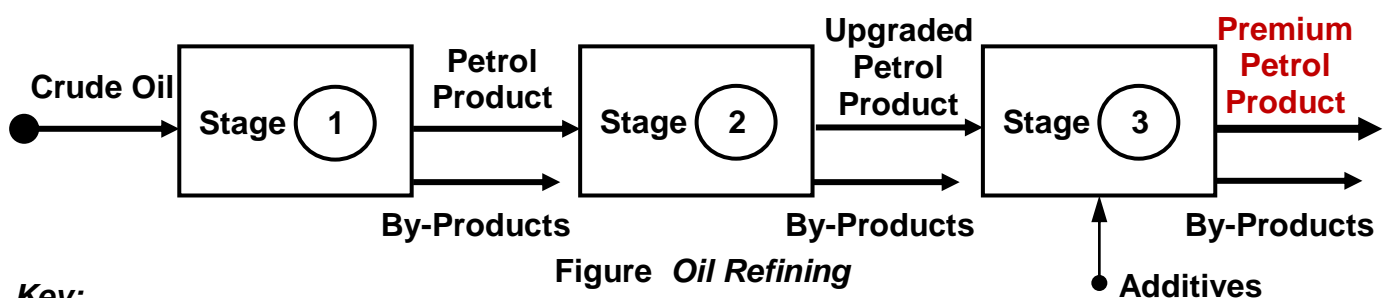 Crude Oil
Stage 1
Petrol
Product
By-Products
Stage 2
Upgraded
Petrol
Product
By-Products
Stage 3
Premium
Petrol
Product
By-Products
Additives
Figure Oil Refining
Key: